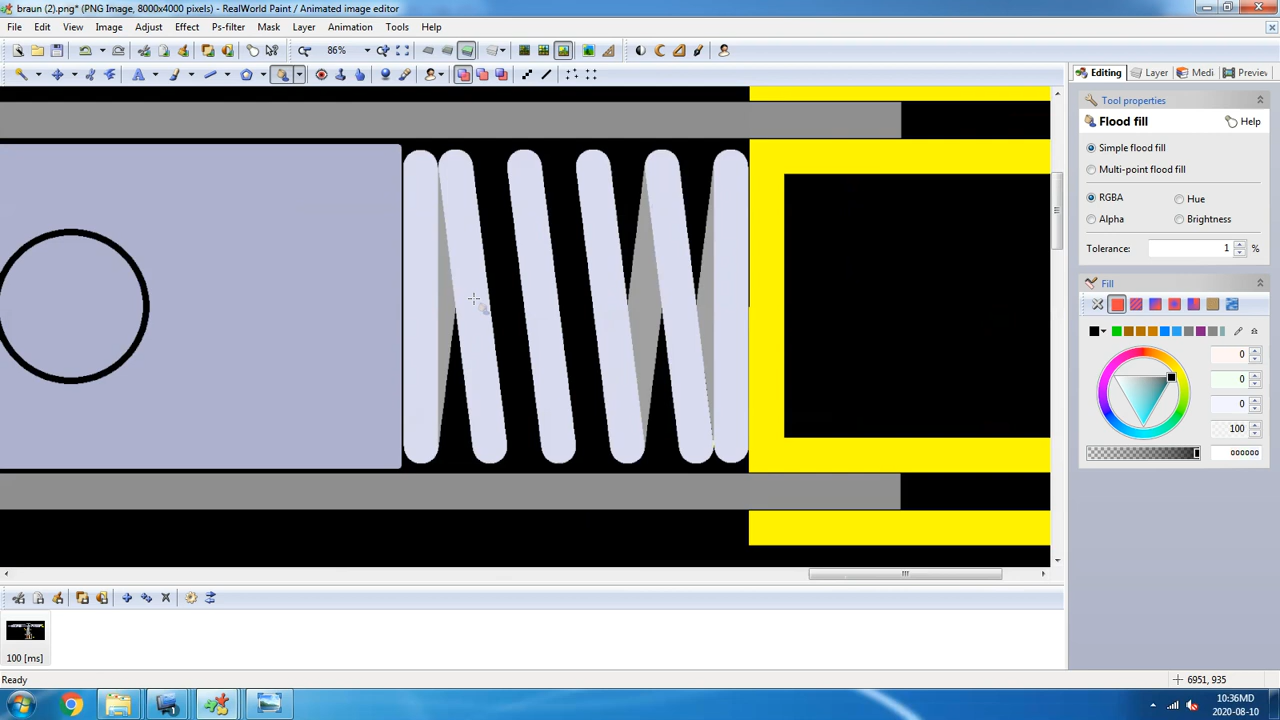 braun (2).png* (PNG Image, 8000x4000 pixels) - RealWorld Paint / Animated image editor
File Edit View Image Adjust Effect Ps-filter Mask Layer Animation Tools Help
86%
Editing Layer Medi Previe
Tool properties
Flood fill Help
Simple flood fill
Multi-point flood fill
RGBA Hue
Alpha Brightness
Tolerance: 1 %
Fill
0
0
0
100
000000
100 [ms]
Ready 6951, 935
10:36MD
2020-08-10